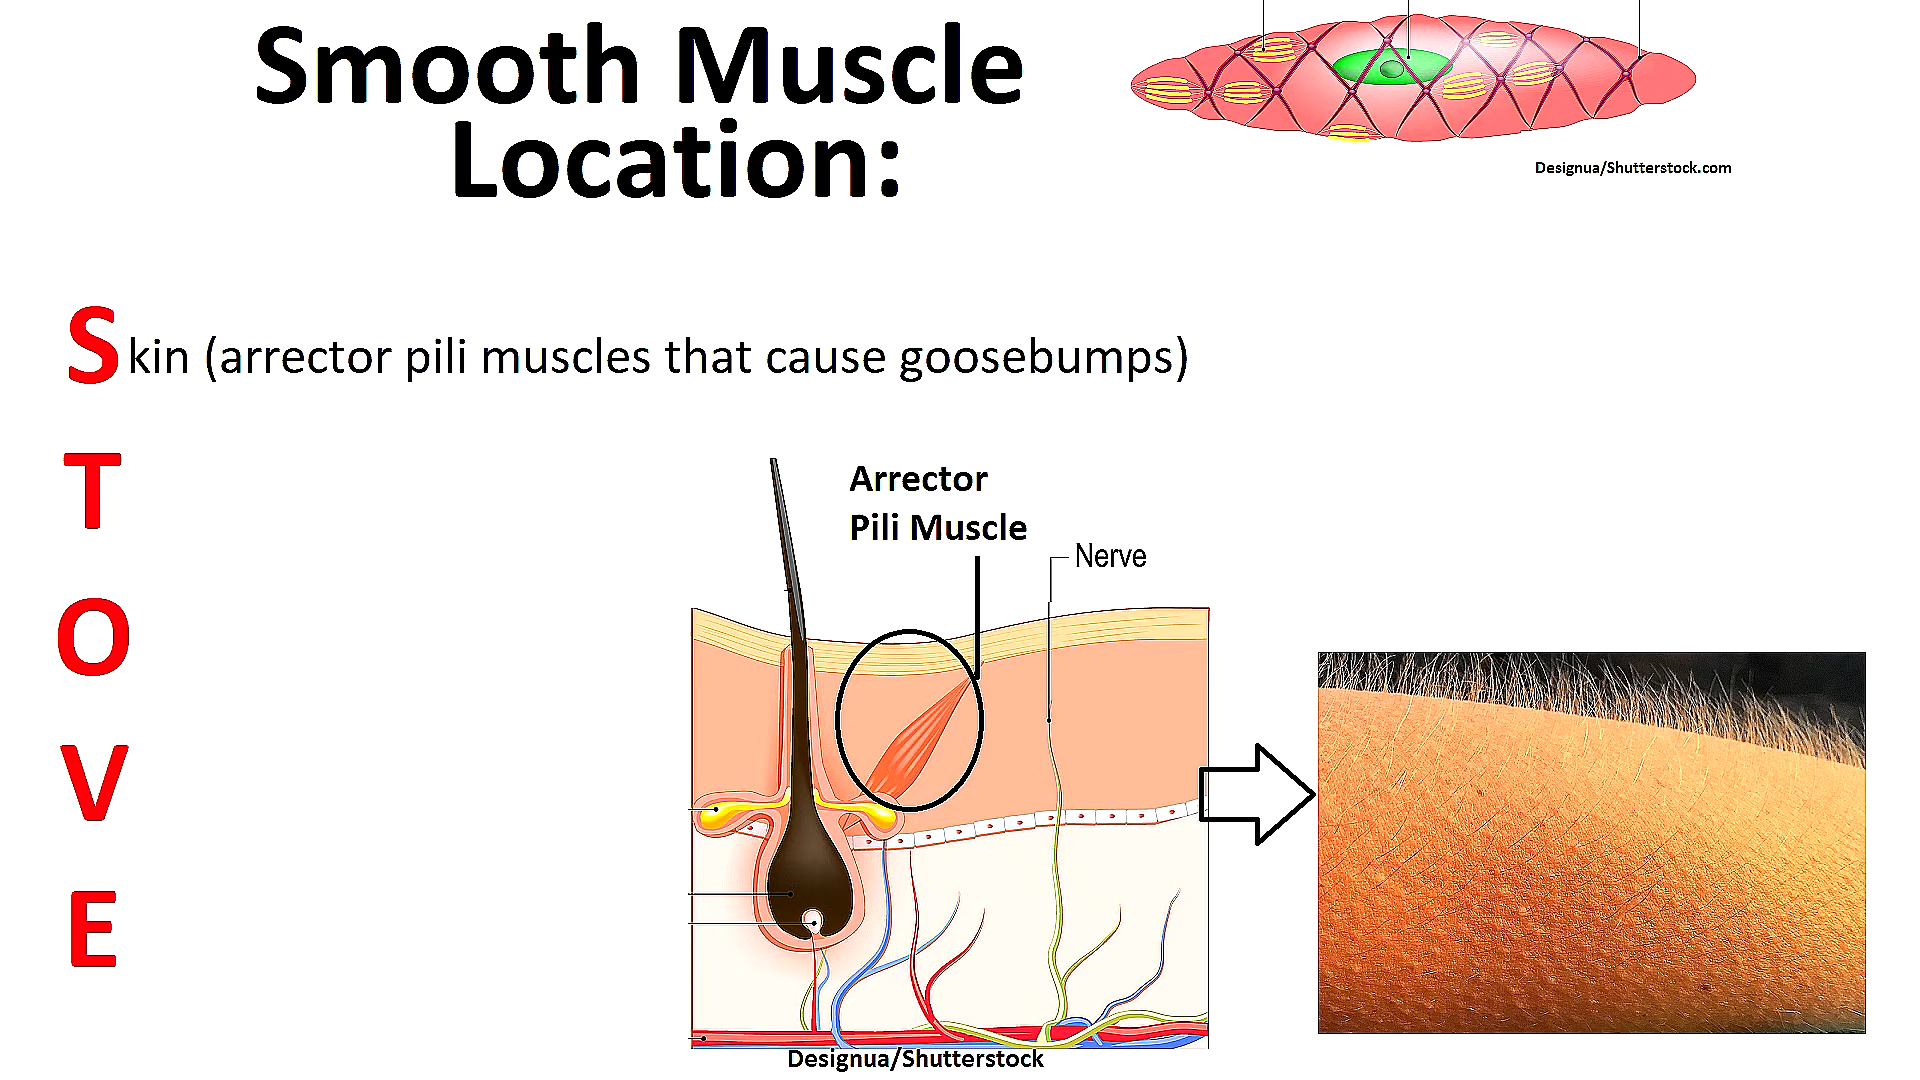 Smooth Muscle
Location:
Designua/Shutterstock.com
Skin (arrector pili muscles that cause goosebumps)
T
O
V
E
Arrector
Pili Muscle
Nerve
Designua/Shutterstock